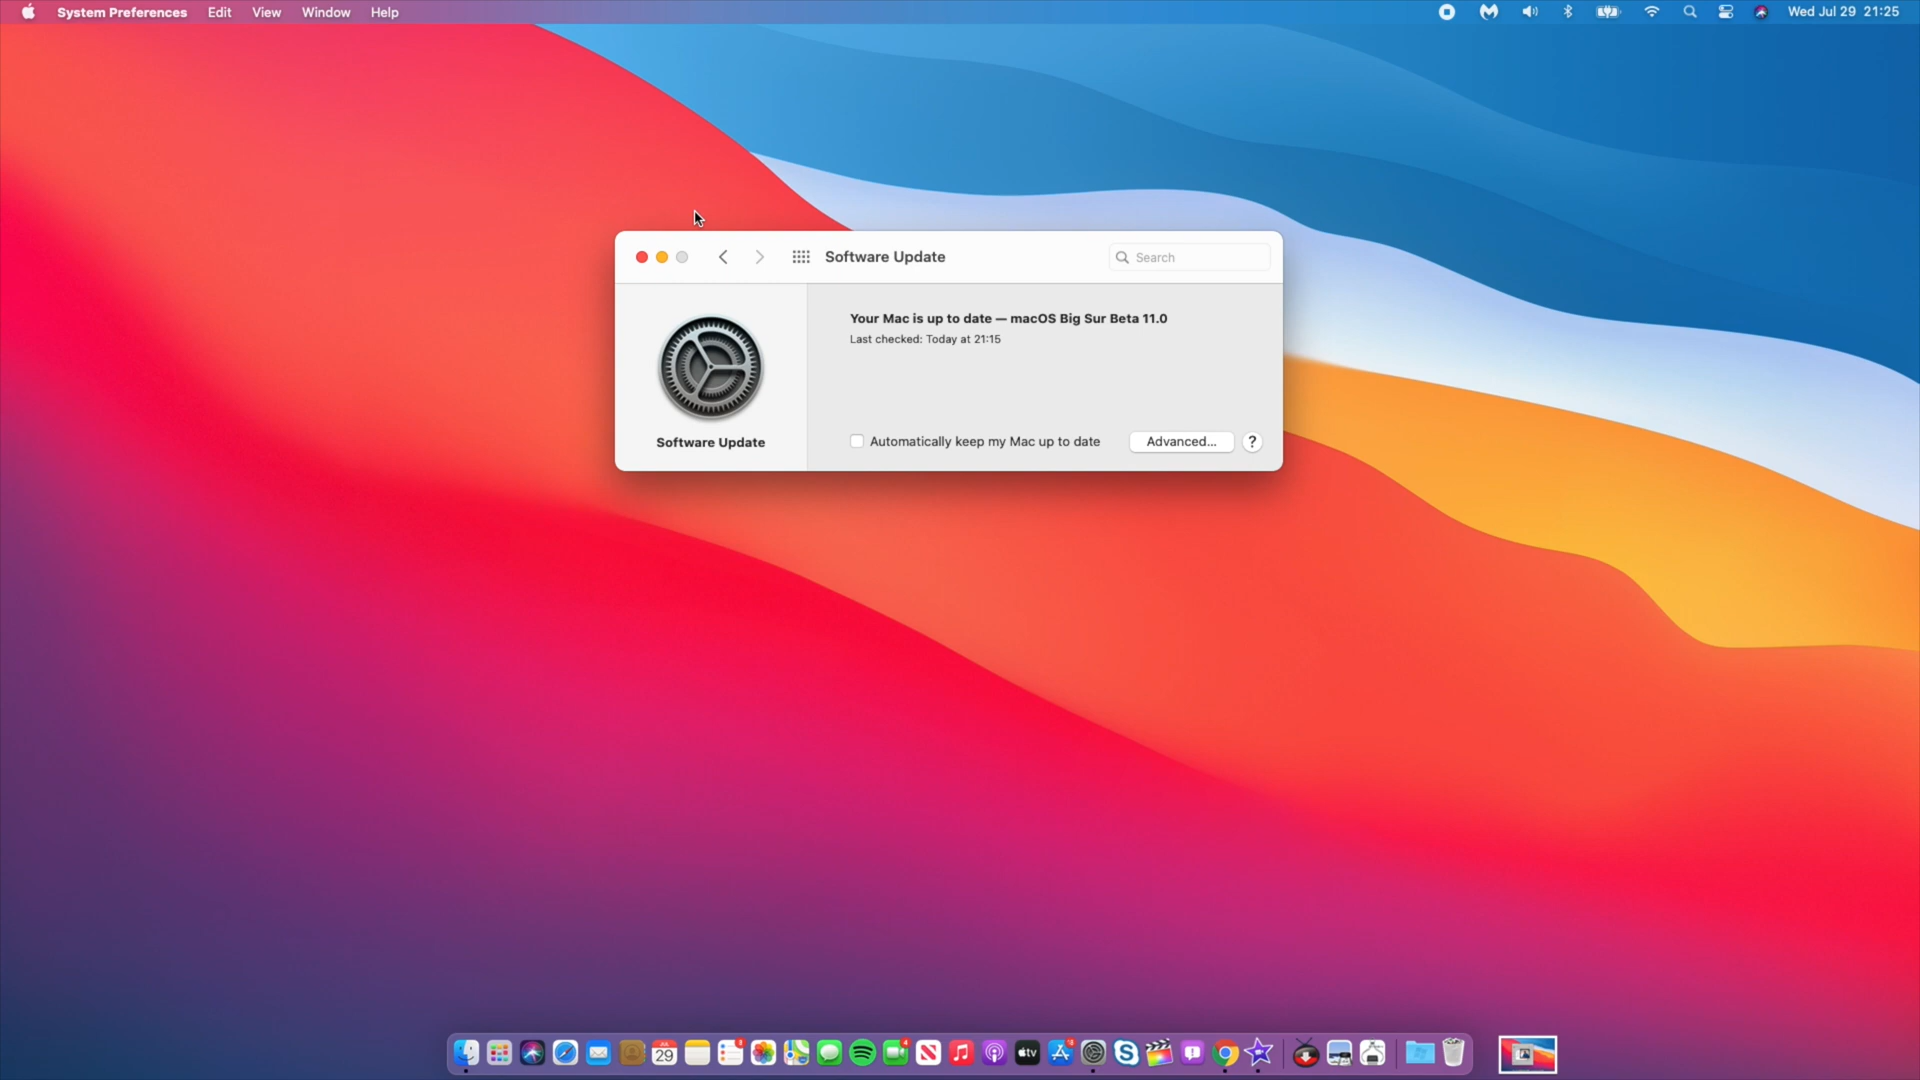 System Preferences Edit View Window Help
Wed Jul 29 21:25
Software Update
Search
Your Mac is up to date — macOS Big Sur Beta 11.0
Last checked: Today at 21:15
Software Update
Automatically keep my Mac up to date
Advanced...
?
JUL
29
tv